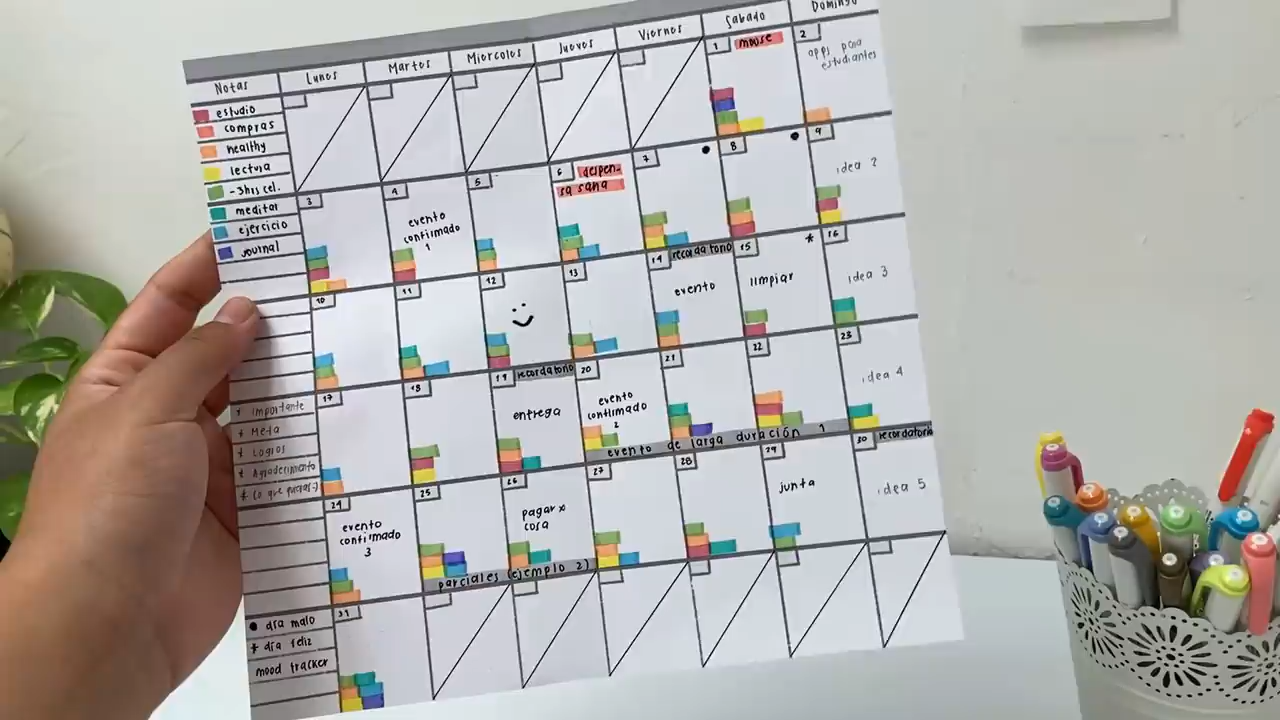 Notas
Lunes
Martes
Miercoles
Jueves
Viernes
Sabado
Domingo
estudio
compras
healthy
lectura
-3hrs cel.
meditar
ejercicio
journal
1 mouse
2
apps para
estudiantes
3
4
evento
confirmado
1
5
6 despen-
sa sana
7
8
9
idea 2
10
11
12
13
14 recordatorio
evento
15
limpiar
*
16
idea 3
* Importante
* Meta
* Logros
* Agradecimiento
17
18
19 recordatorio
entrega
20
evento
confirmado
2
21
22
23
idea 4
evento de larga duración 1
24
evento
confirmado
3
25
26
pagar x
cosa
27
28
29
junta
30 recordatorio
idea 5
parciales (ejemplo 2)
31
• día malo
* día feliz
mood tracker